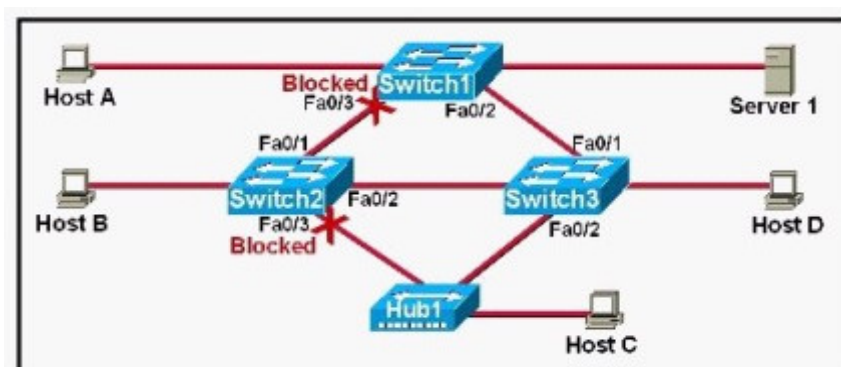 Host A
Blocked
Fa0/3
Switch1
Fa0/2
Server 1
Fa0/1
Fa0/1
Host B
Switch2
Fa0/2
Switch3
Host D
Fa0/3
Blocked
Fa0/2
Hub1
Host C